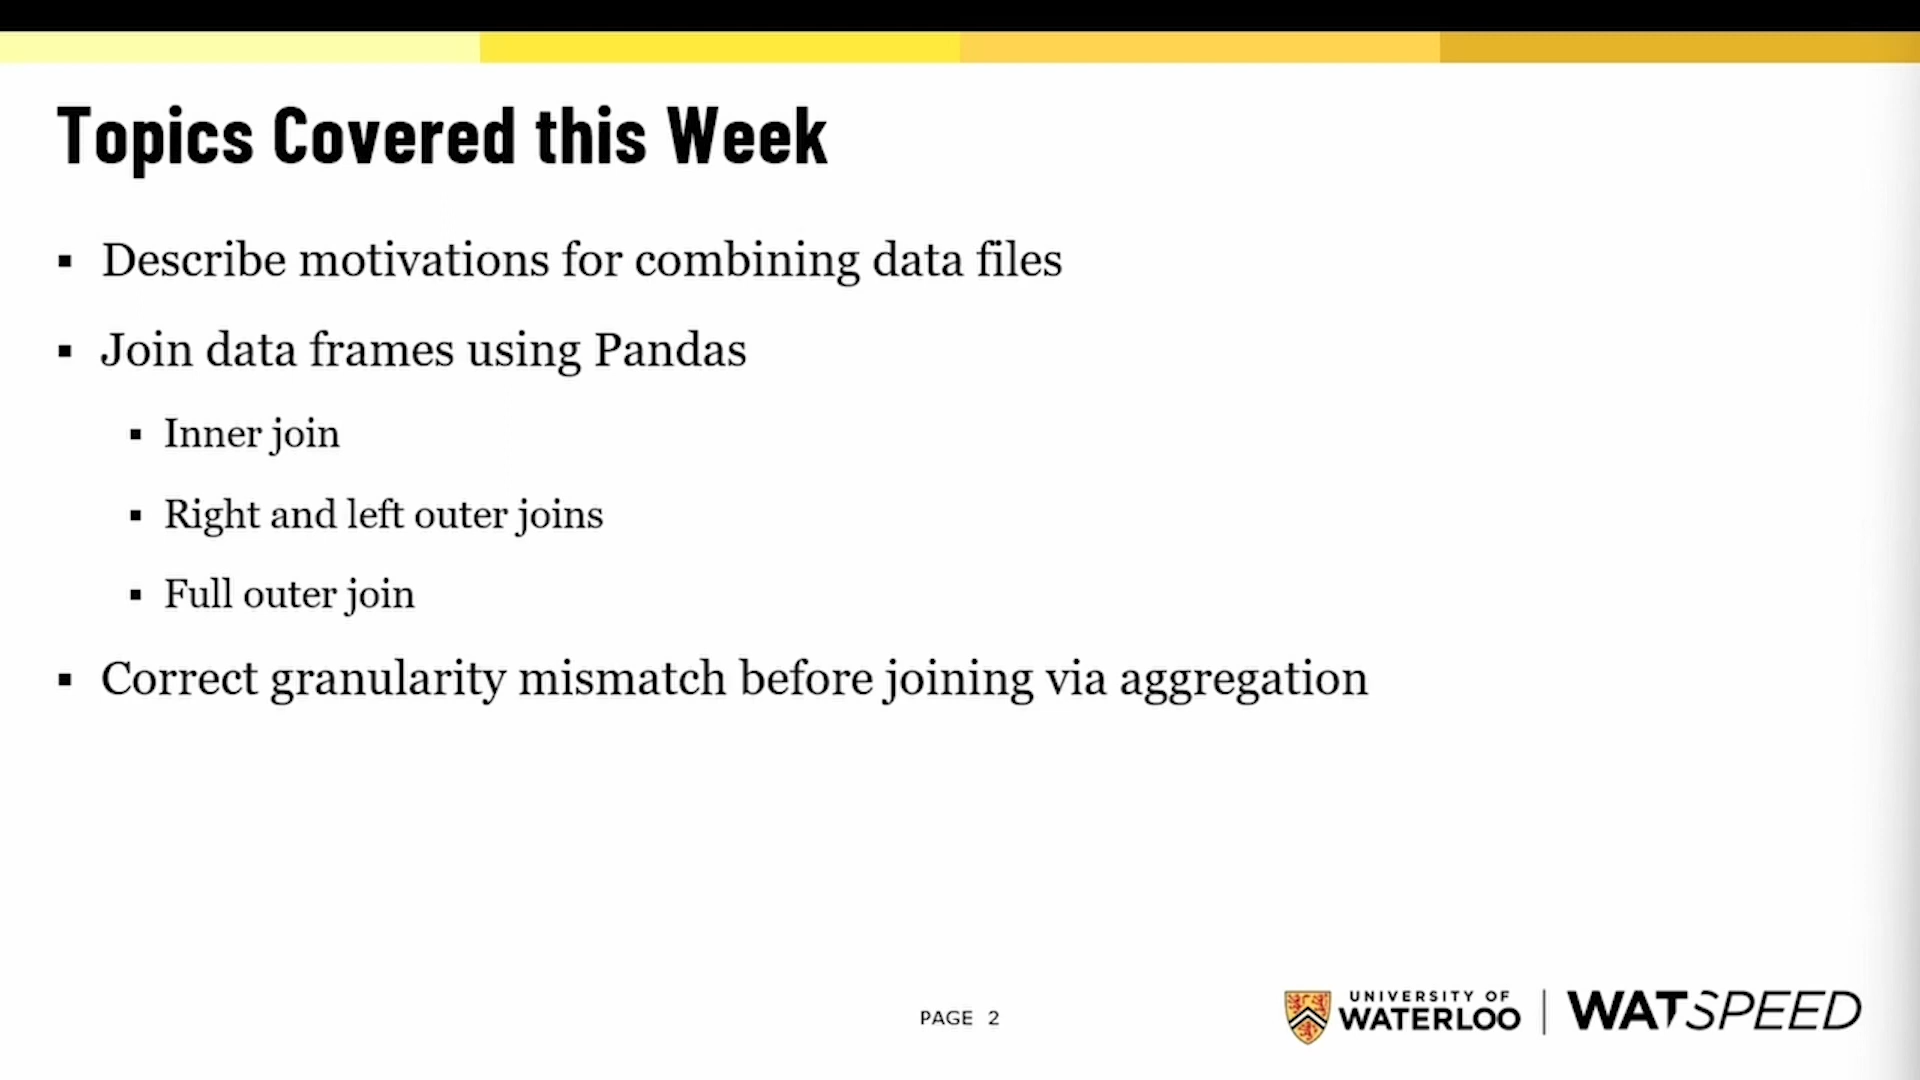 Topics Covered this Week
▪ Describe motivations for combining data files
▪ Join data frames using Pandas
▪ Inner join
▪ Right and left outer joins
▪ Full outer join
▪ Correct granularity mismatch before joining via aggregation
PAGE 2
UNIVERSITY OF
WATERLOO | WATSPEED